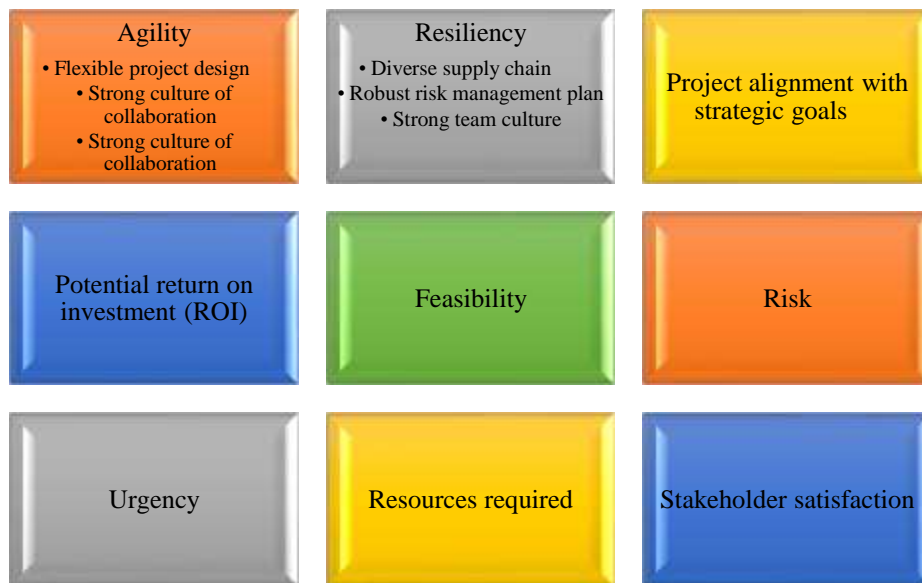 Agility
• Flexible project design
• Strong culture of
collaboration
• Strong culture of
collaboration
Resiliency
• Diverse supply chain
• Robust risk management plan
• Strong team culture
Project alignment with
strategic goals
Potential return on
investment (ROI)
Feasibility
Risk
Urgency
Resources required
Stakeholder satisfaction